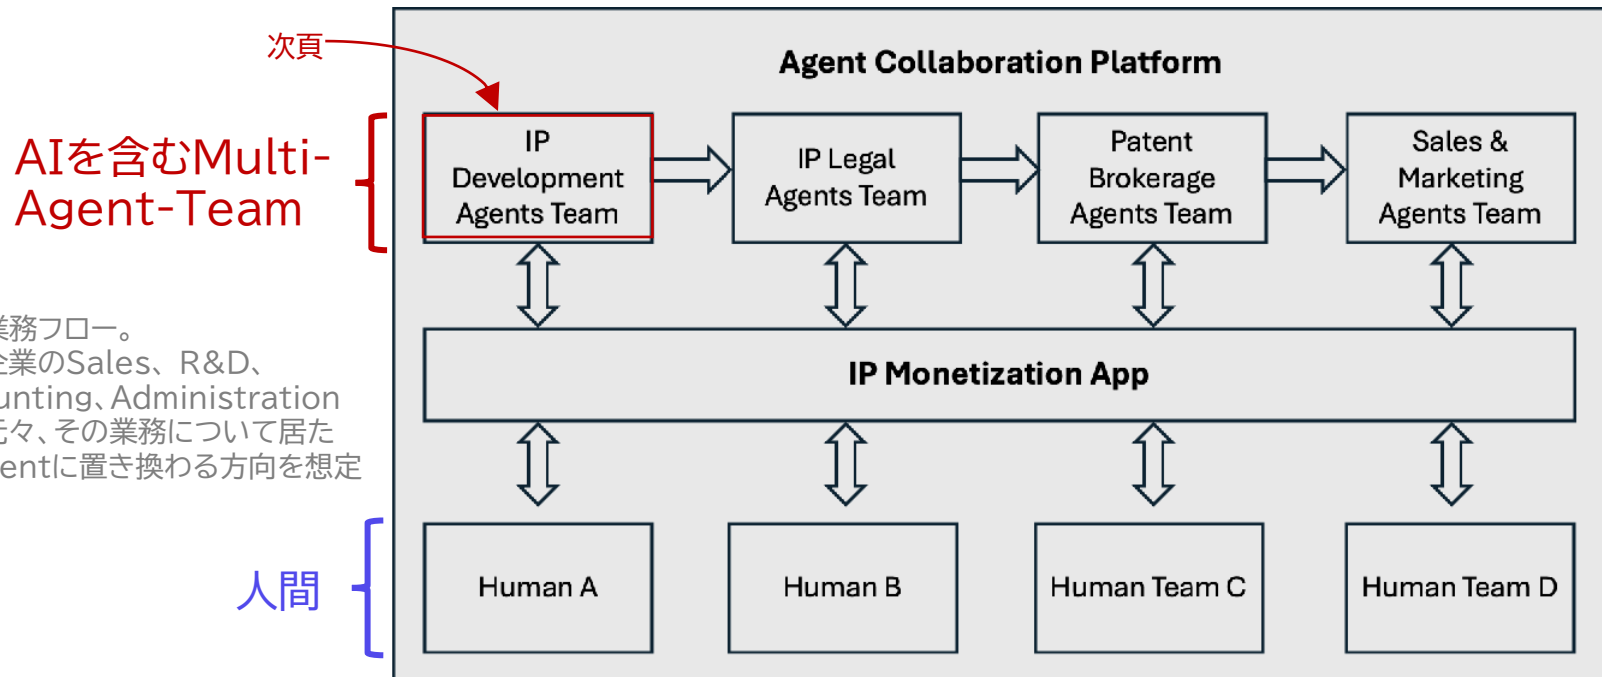 次頁
Agent Collaboration Platform
AIを含むMulti-
Agent-Team
IP
Development
Agents Team
IP Legal
Agents Team
Patent
Brokerage
Agents Team
Sales &
Marketing
Agents Team
業務フロー。
企業のSales、R&D、
unting、Administration
元々、その業務について居た
entに置き換わる方向を想定
IP Monetization App
人間
Human A
Human B
Human Team C
Human Team D